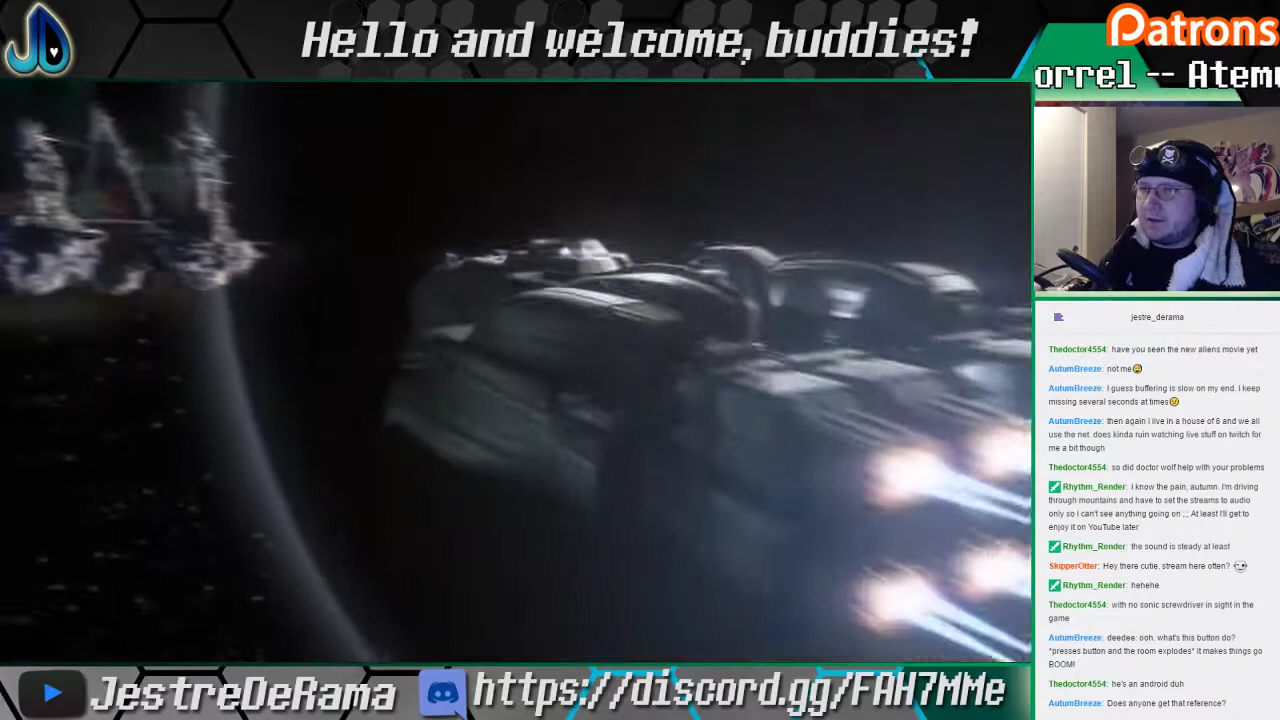 Hello and welcome, buddies!
Patrons
orrel -- Atem
jestre_derama
Thedoctor4554: have you seen the new aliens movie yet
AutumBreeze: not me
AutumBreeze: I guess buffering is slow on my end. I keep
missing several seconds at times
AutumBreeze: then again I live in a house of 6 and we all
use the net. does kinda ruin watching live stuff on twitch for
me a bit though
Thedoctor4554: so did doctor wolf help with your problems
Rhythm_Render: I know the pain, autumn. I'm driving
through mountains and have to set the streams to audio
only so I can't see anything going on ;;; At least I'll get to
enjoy it on YouTube later
Rhythm_Render: the sound is steady at least
SkipperOtter: Hey there cutie, stream here often?
Rhythm_Render: hehehe
Thedoctor4554: with no sonic screwdriver in sight in the
game
AutumBreeze: deedee: ooh, what's this button do?
*presses button and the room explodes* it makes things go
BOOM!
Thedoctor4554: he's an android duh
AutumBreeze: Does anyone get that reference?
JestreDeRama
https://discord.gg/FAH7MMe